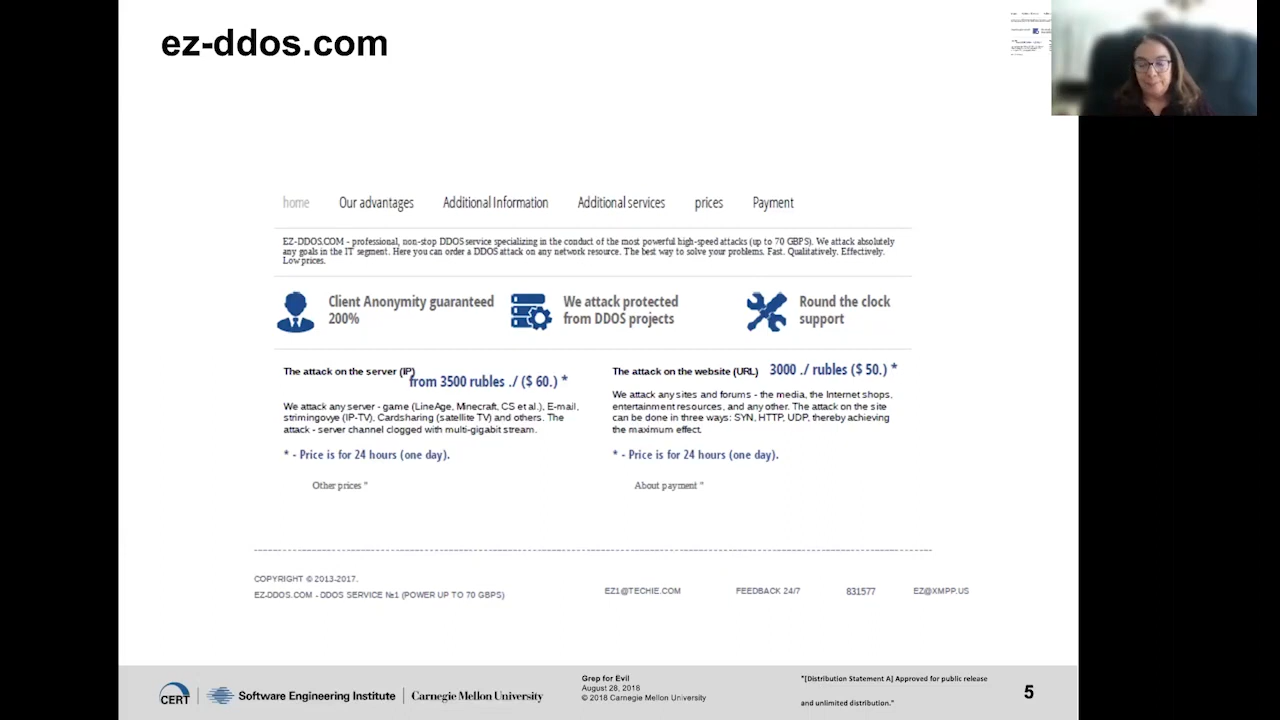 ez-ddos.com
home Our advantages Additional Information Additional services prices Payment
EZ-DDOS.COM - professional, non-stop DDOS service specializing in the conduct of the most powerful high-speed attacks (up to 70 GBPS). We attack absolutely
any goals in the IT segment. Here you can order a DDOS attack on any network resource. The best way to solve your problems. Fast. Qualitatively. Effectively.
Low prices.
Client Anonymity guaranteed
200%
We attack protected
from DDOS projects
Round the clock
support
The attack on the server (IP)
from 3500 rubles ./ ($ 60.) *
We attack any server - game (LineAge, Minecraft, CS et al.), E-mail,
strimingovye (IP-TV), Cardsharing (satellite TV) and others. The
attack - server channel clogged with multi-gigabit stream.
* - Price is for 24 hours (one day).
Other prices "
The attack on the website (URL) 3000 ./ rubles ($ 50.) *
We attack any sites and forums - the media, the Internet shops,
entertainment resources, and any other. The attack on the site
can be done in three ways: SYN, HTTP, UDP, thereby achieving
the maximum effect.
* - Price is for 24 hours (one day).
About payment "
COPYRIGHT © 2013-2017.
EZ-DDOS.COM - DDOS SERVICE №1 (POWER UP TO 70 GBPS)
EZ1@TECHIE.COM FEEDBACK 24/7 831577 EZ@XMPP.US
CERT Software Engineering Institute Carnegie Mellon University
Grep for Evil
August 28, 2018
© 2018 Carnegie Mellon University
"[Distribution Statement A] Approved for public release
and unlimited distribution."
5